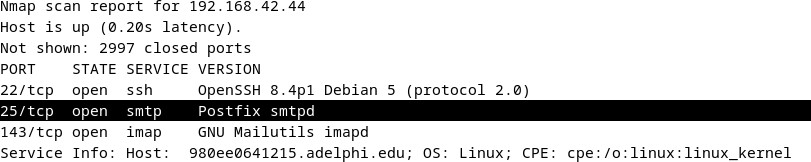 Nmap scan report for 192.168.42.44
Host is up (0.20s latency).
Not shown: 2997 closed ports
PORT    STATE SERVICE VERSION
22/tcp  open  ssh     OpenSSH 8.4p1 Debian 5 (protocol 2.0)
25/tcp  open  smtp    Postfix smtpd
143/tcp open  imap    GNU Mailutils imapd
Service Info: Host:  980ee0641215.adelphi.edu; OS: Linux; CPE: cpe:/o:linux:linux_kernel